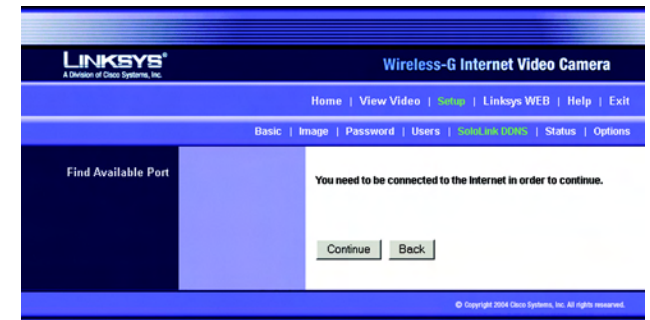 LINKSYS®
A Division of Cisco Systems, Inc.
Wireless-G Internet Video Camera
Home | View Video | Setup | Linksys WEB | Help | Exit
Basic | Image | Password | Users | SoloLink DDNS | Status | Options
Find Available Port
You need to be connected to the Internet in order to continue.
Continue Back
© Copyright 2004 Cisco Systems, Inc. All rights reserved.